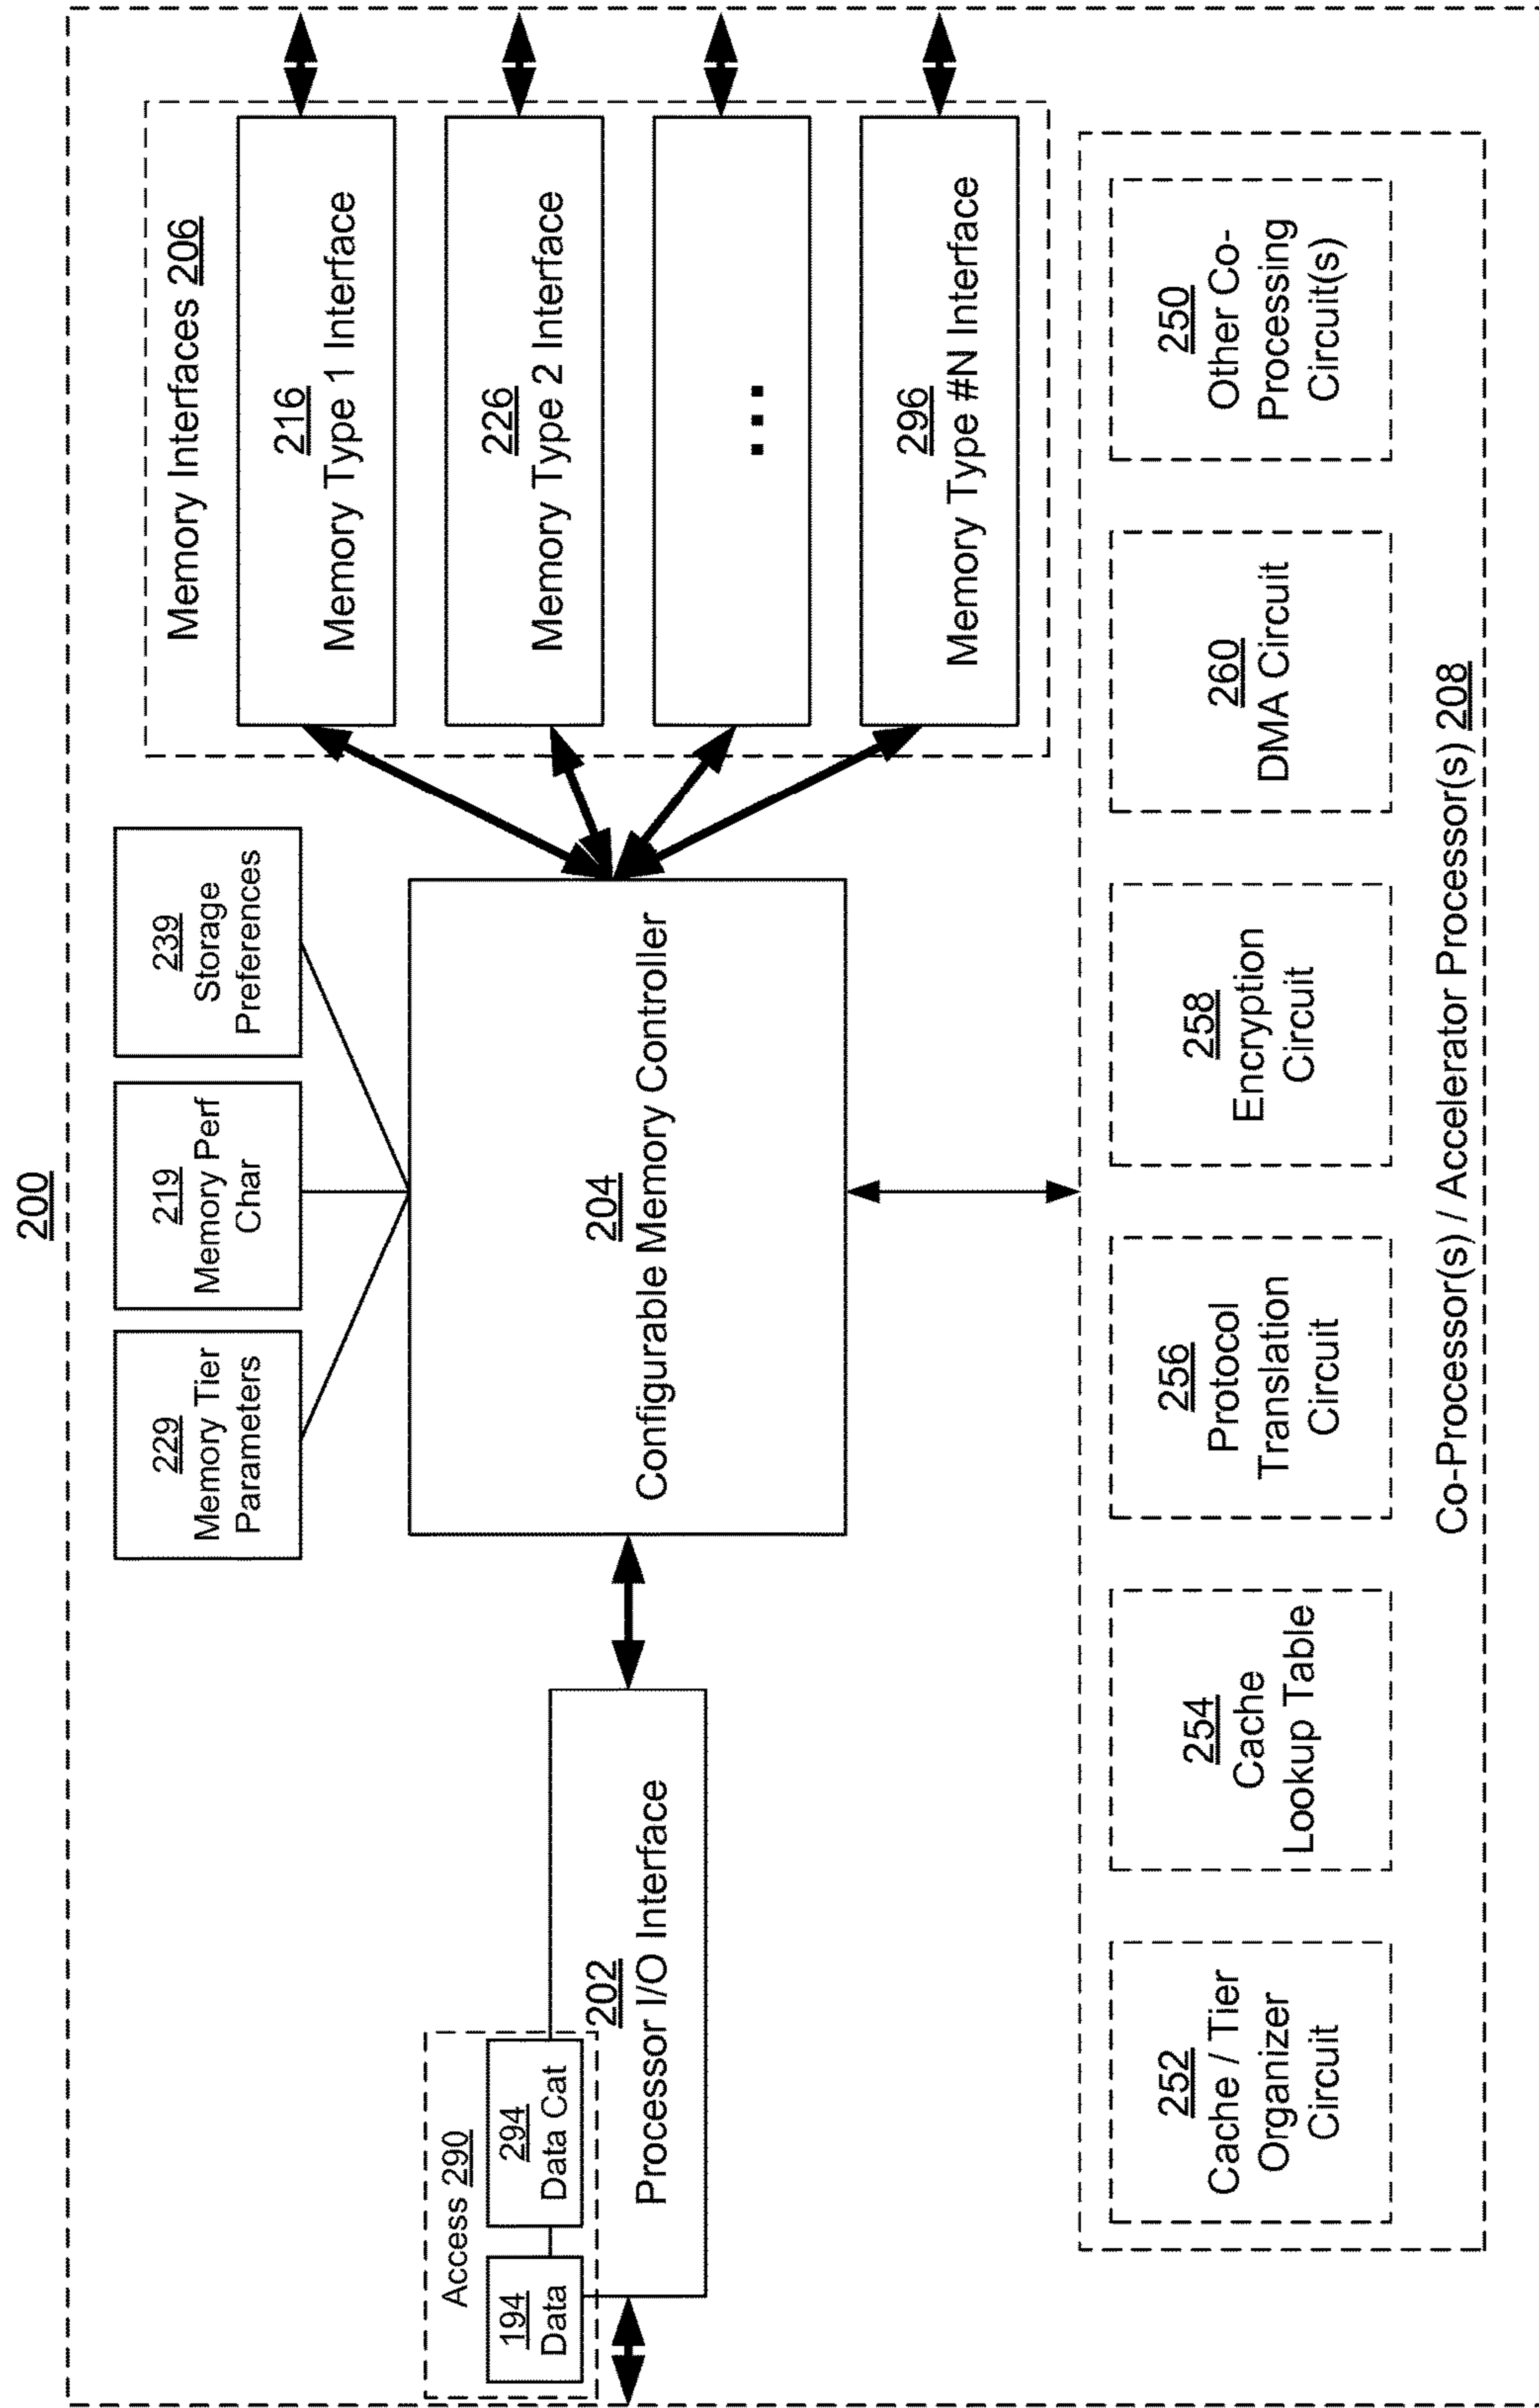 200
229
Memory Tier
Parameters
219
Memory Perf
Char
239
Storage
Preferences
Memory Interfaces 206
216
Memory Type 1 Interface
226
Memory Type 2 Interface
...
296
Memory Type #N Interface
204
Configurable Memory Controller
Access 290
194
Data
294
Data Cat
202
Processor I/O Interface
252
Cache / Tier
Organizer
Circuit
254
Cache
Lookup Table
256
Protocol
Translation
Circuit
258
Encryption
Circuit
260
DMA Circuit
250
Other Co-
Processing
Circuit(s)
Co-Processor(s) / Accelerator Processor(s) 208